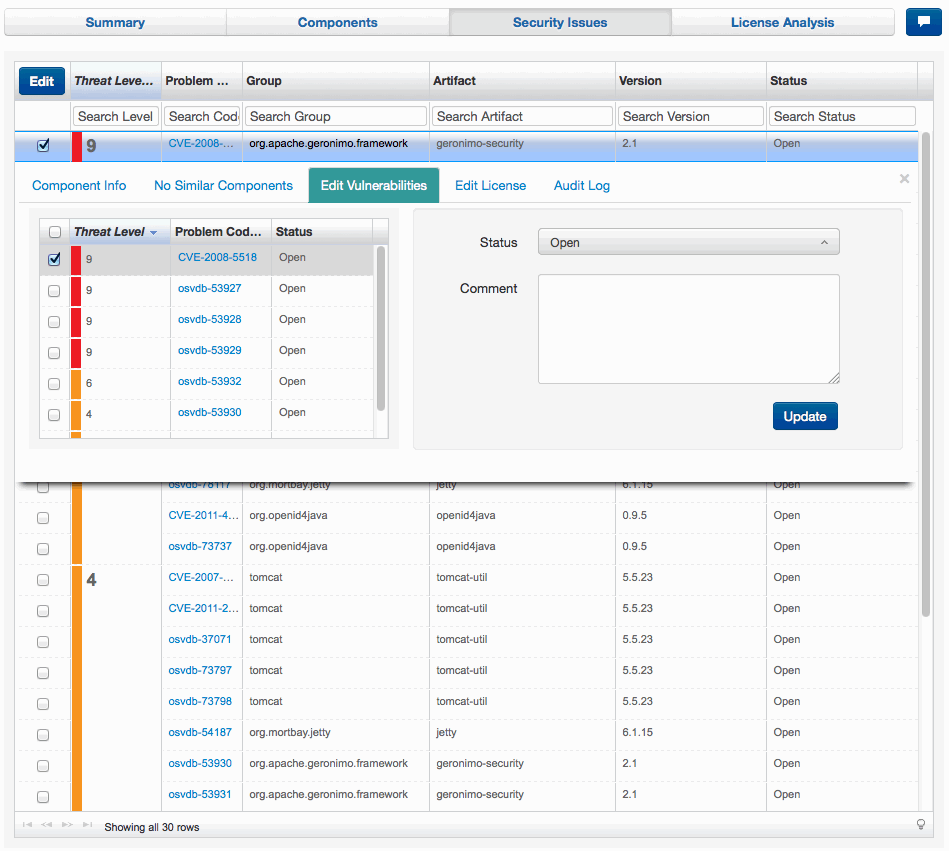 Summary Components Security Issues License Analysis
Edit Threat Leve... Problem ... Group Artifact Version Status
Search Level Search Code Search Group Search Artifact Search Version Search Status
9 CVE-2008-... org.apache.geronimo.framework geronimo-security 2.1 Open
Component Info No Similar Components Edit Vulnerabilities Edit License Audit Log
Threat Level Problem Cod... Status
9 CVE-2008-5518 Open
9 osvdb-53927 Open
9 osvdb-53928 Open
9 osvdb-53929 Open
6 osvdb-53932 Open
4 osvdb-53930 Open
Status Open
Comment
Update
osvdb-78117 org.mortbay.jetty jetty 6.1.15 Open
CVE-2011-4... org.openid4java openid4java 0.9.5 Open
osvdb-73737 org.openid4java openid4java 0.9.5 Open
4 CVE-2007-... tomcat tomcat-util 5.5.23 Open
CVE-2011-2... tomcat tomcat-util 5.5.23 Open
osvdb-37071 tomcat tomcat-util 5.5.23 Open
osvdb-73797 tomcat tomcat-util 5.5.23 Open
osvdb-73798 tomcat tomcat-util 5.5.23 Open
osvdb-54187 org.mortbay.jetty jetty 6.1.15 Open
osvdb-53930 org.apache.geronimo.framework geronimo-security 2.1 Open
osvdb-53931 org.apache.geronimo.framework geronimo-security 2.1 Open
Showing all 30 rows